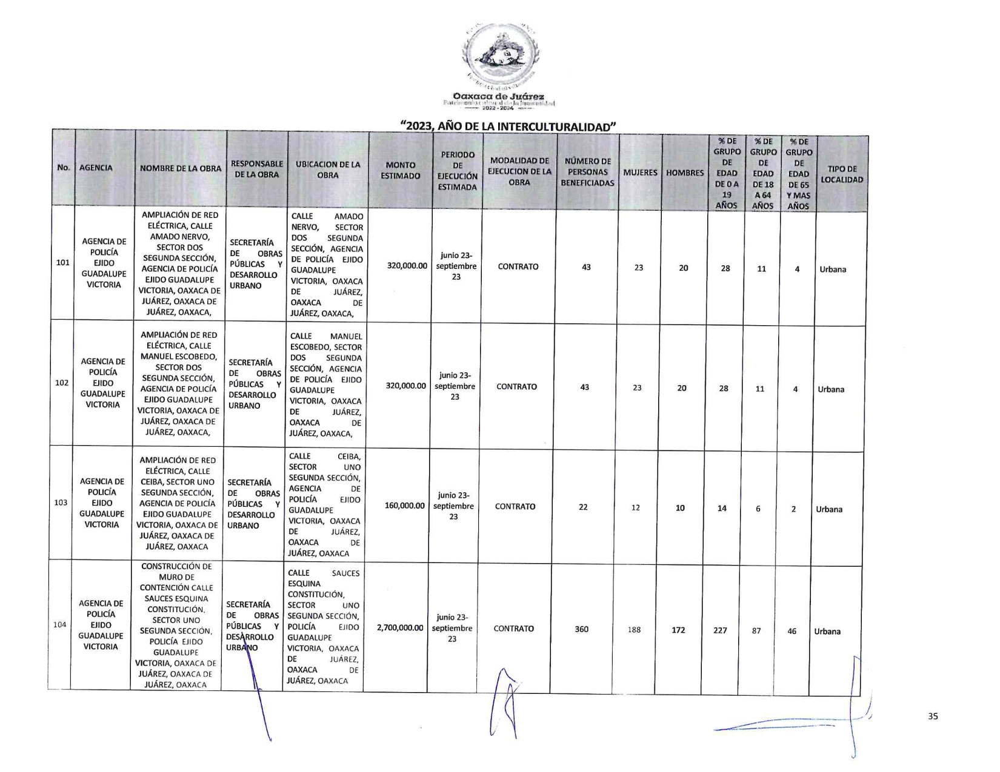 Oaxaca de Juárez
Patrimonio cultural de la humanidad
2022 - 2024
“2023, AÑO DE LA INTERCULTURALIDAD”
No.
AGENCIA
NOMBRE DE LA OBRA
RESPONSABLE
DE LA OBRA
UBICACION DE LA
OBRA
MONTO
ESTIMADO
PERIODO
DE
EJECUCIÓN
ESTIMADA
MODALIDAD DE
EJECUCION DE LA
OBRA
NÚMERO DE
PERSONAS
BENEFICIADAS
MUJERES
HOMBRES
% DE
GRUPO
DE
EDAD
DE 0 A
19
AÑOS
% DE
GRUPO
DE
EDAD
DE 18
A 64
AÑOS
% DE
GRUPO
DE
EDAD
DE 65
Y MAS
AÑOS
TIPO DE
LOCALIDAD
101
AGENCIA DE
POLICÍA
EJIDO
GUADALUPE
VICTORIA
AMPLIACIÓN DE RED
ELÉCTRICA, CALLE
AMADO NERVO,
SECTOR DOS
SEGUNDA SECCIÓN,
AGENCIA DE POLICÍA
EJIDO GUADALUPE
VICTORIA, OAXACA DE
JUÁREZ, OAXACA DE
JUÁREZ, OAXACA,
SECRETARÍA
DE OBRAS
PÚBLICAS Y
DESARROLLO
URBANO
CALLE AMADO
NERVO, SECTOR
DOS SEGUNDA
SECCIÓN, AGENCIA
DE POLICÍA EJIDO
GUADALUPE
VICTORIA, OAXACA
DE JUÁREZ,
OAXACA DE
JUÁREZ, OAXACA,
320,000.00
junio 23-
septiembre
23
CONTRATO
43
23
20
28
11
4
Urbana
102
AGENCIA DE
POLICÍA
EJIDO
GUADALUPE
VICTORIA
AMPLIACIÓN DE RED
ELÉCTRICA, CALLE
MANUEL ESCOBEDO,
SECTOR DOS
SEGUNDA SECCIÓN,
AGENCIA DE POLICÍA
EJIDO GUADALUPE
VICTORIA, OAXACA DE
JUÁREZ, OAXACA DE
JUÁREZ, OAXACA,
SECRETARÍA
DE OBRAS
PÚBLICAS Y
DESARROLLO
URBANO
CALLE MANUEL
ESCOBEDO, SECTOR
DOS SEGUNDA
SECCIÓN, AGENCIA
DE POLICÍA EJIDO
GUADALUPE
VICTORIA, OAXACA
DE JUÁREZ,
OAXACA DE
JUÁREZ, OAXACA,
320,000.00
junio 23-
septiembre
23
CONTRATO
43
23
20
28
11
4
Urbana
103
AGENCIA DE
POLICÍA
EJIDO
GUADALUPE
VICTORIA
AMPLIACIÓN DE RED
ELÉCTRICA, CALLE
CEIBA, SECTOR UNO
SEGUNDA SECCIÓN,
AGENCIA DE POLICÍA
EJIDO GUADALUPE
VICTORIA, OAXACA DE
JUÁREZ, OAXACA DE
JUÁREZ, OAXACA
SECRETARÍA
DE OBRAS
PÚBLICAS Y
DESARROLLO
URBANO
CALLE CEIBA,
SECTOR UNO
SEGUNDA SECCIÓN,
AGENCIA DE
POLICÍA EJIDO
GUADALUPE
VICTORIA, OAXACA
DE JUÁREZ,
OAXACA DE
JUÁREZ, OAXACA
160,000.00
junio 23-
septiembre
23
CONTRATO
22
12
10
14
6
2
Urbana
104
AGENCIA DE
POLICÍA
EJIDO
GUADALUPE
VICTORIA
CONSTRUCCIÓN DE
MURO DE
CONTENCIÓN CALLE
SAUCES ESQUINA
CONSTITUCIÓN,
SECTOR UNO
SEGUNDA SECCIÓN,
POLICÍA EJIDO
GUADALUPE
VICTORIA, OAXACA DE
JUÁREZ, OAXACA DE
JUÁREZ, OAXACA
SECRETARÍA
DE OBRAS
PÚBLICAS Y
DESARROLLO
URBANO
CALLE SAUCES
ESQUINA
CONSTITUCIÓN,
SECTOR UNO
SEGUNDA SECCIÓN,
POLICÍA EJIDO
GUADALUPE
VICTORIA, OAXACA
DE JUÁREZ,
OAXACA DE
JUÁREZ, OAXACA
2,700,000.00
junio 23-
septiembre
23
CONTRATO
360
188
172
227
87
46
Urbana
35